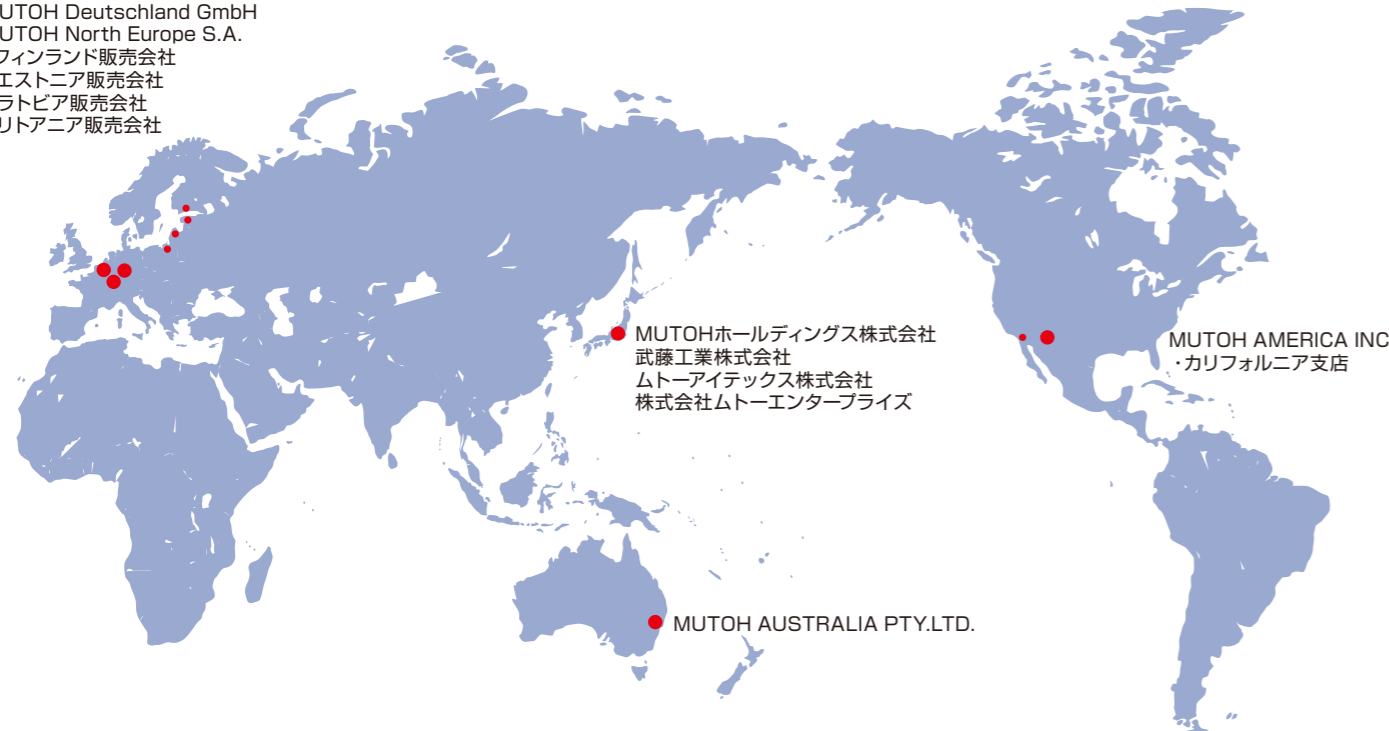 UTOH Deutschland GmbH
UTOH North Europe S.A.
フィンランド販売会社
エストニア販売会社
ラトビア販売会社
リトアニア販売会社
MUTOHホールディングス株式会社
武藤工業株式会社
ムトーアイテックス株式会社
株式会社ムトーエンタープライズ
MUTOH AMERICA INC
・カリフォルニア支店
MUTOH AUSTRALIA PTY.LTD.